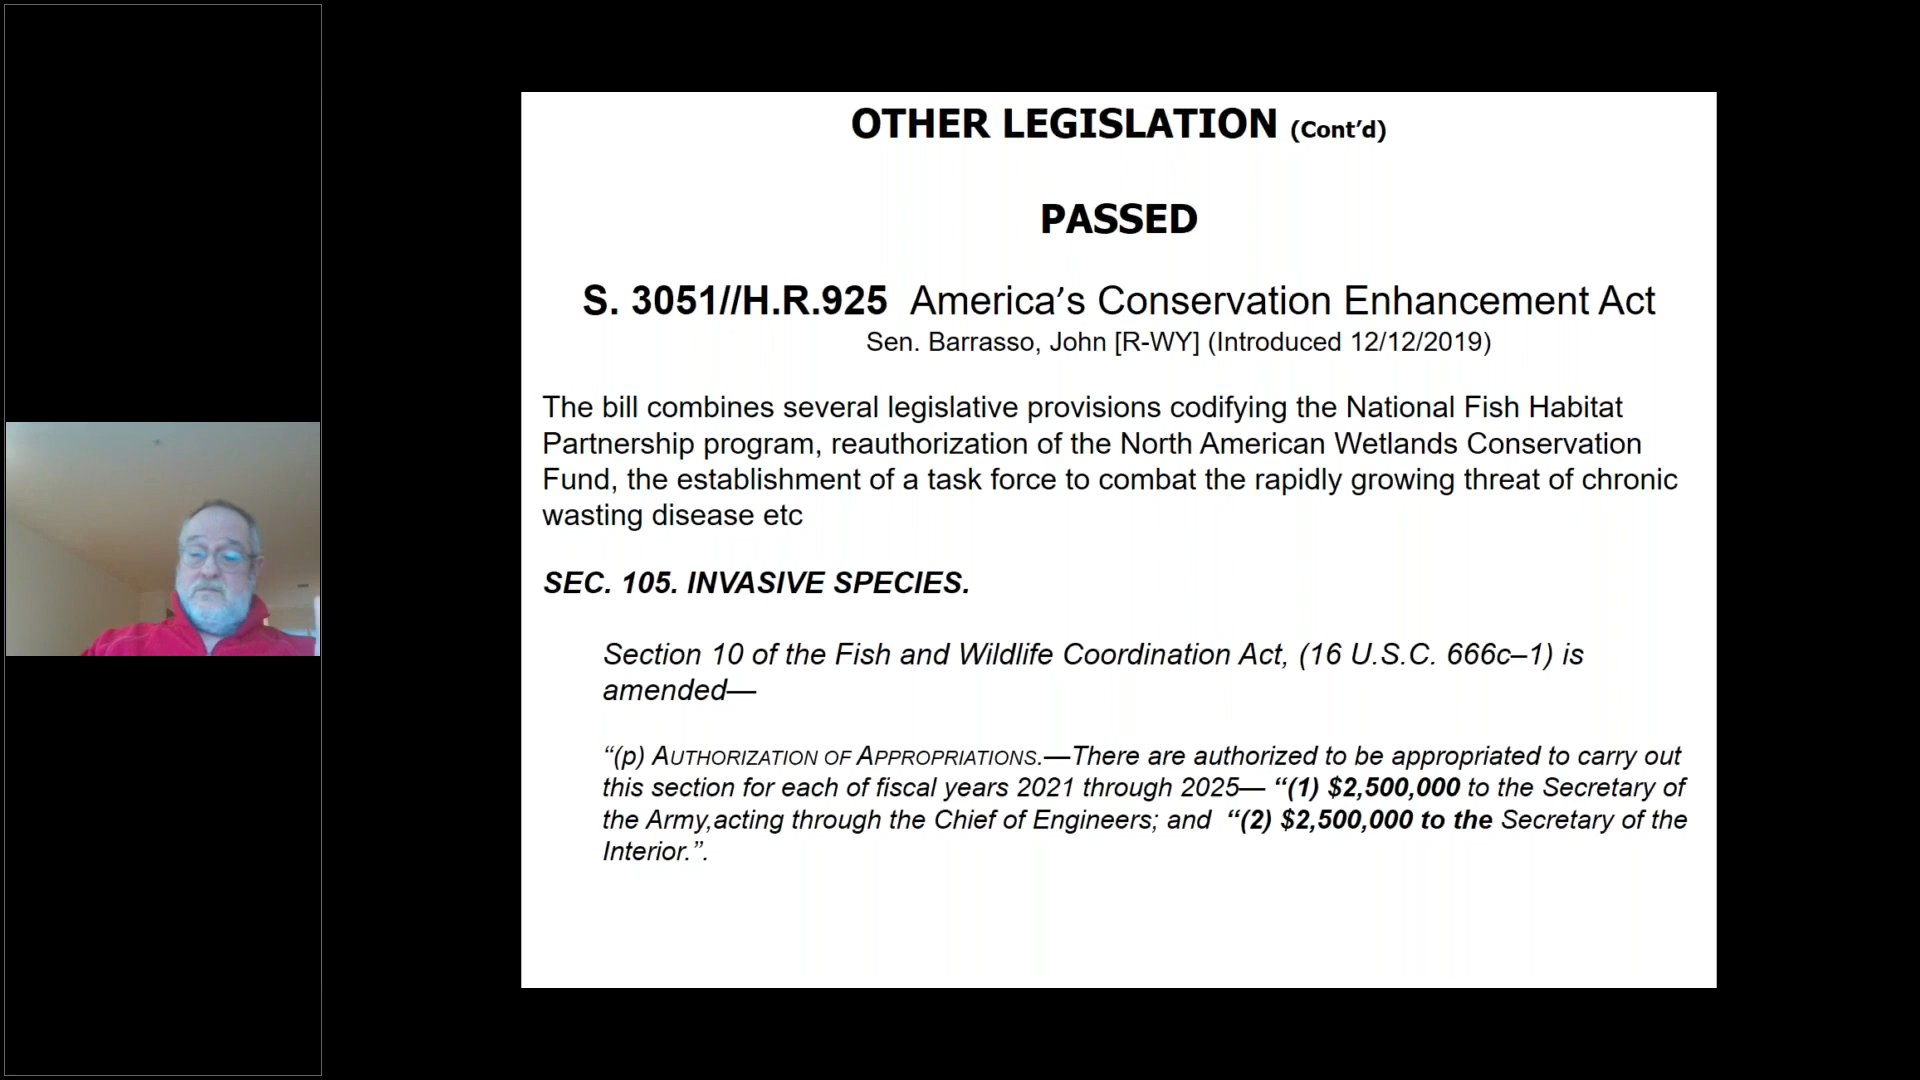 OTHER LEGISLATION (Cont’d)
PASSED
S. 3051//H.R.925 America’s Conservation Enhancement Act
Sen. Barrasso, John [R-WY] (Introduced 12/12/2019)
The bill combines several legislative provisions codifying the National Fish Habitat
Partnership program, reauthorization of the North American Wetlands Conservation
Fund, the establishment of a task force to combat the rapidly growing threat of chronic
wasting disease etc
SEC. 105. INVASIVE SPECIES.
Section 10 of the Fish and Wildlife Coordination Act, (16 U.S.C. 666c–1) is
amended—
“(p) AUTHORIZATION OF APPROPRIATIONS.—There are authorized to be appropriated to carry out
this section for each of fiscal years 2021 through 2025— “(1) $2,500,000 to the Secretary of
the Army,acting through the Chief of Engineers; and “(2) $2,500,000 to the Secretary of the
Interior.”.